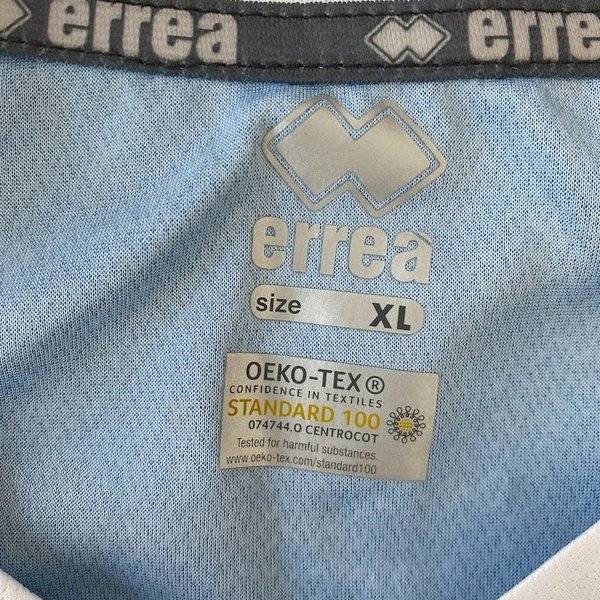 errea errea
erreà
size XL
OEKO-TEX®
CONFIDENCE IN TEXTILES
STANDARD 100
074744.O CENTROCOT
Tested for harmful substances.
www.oeko-tex.com/standard100